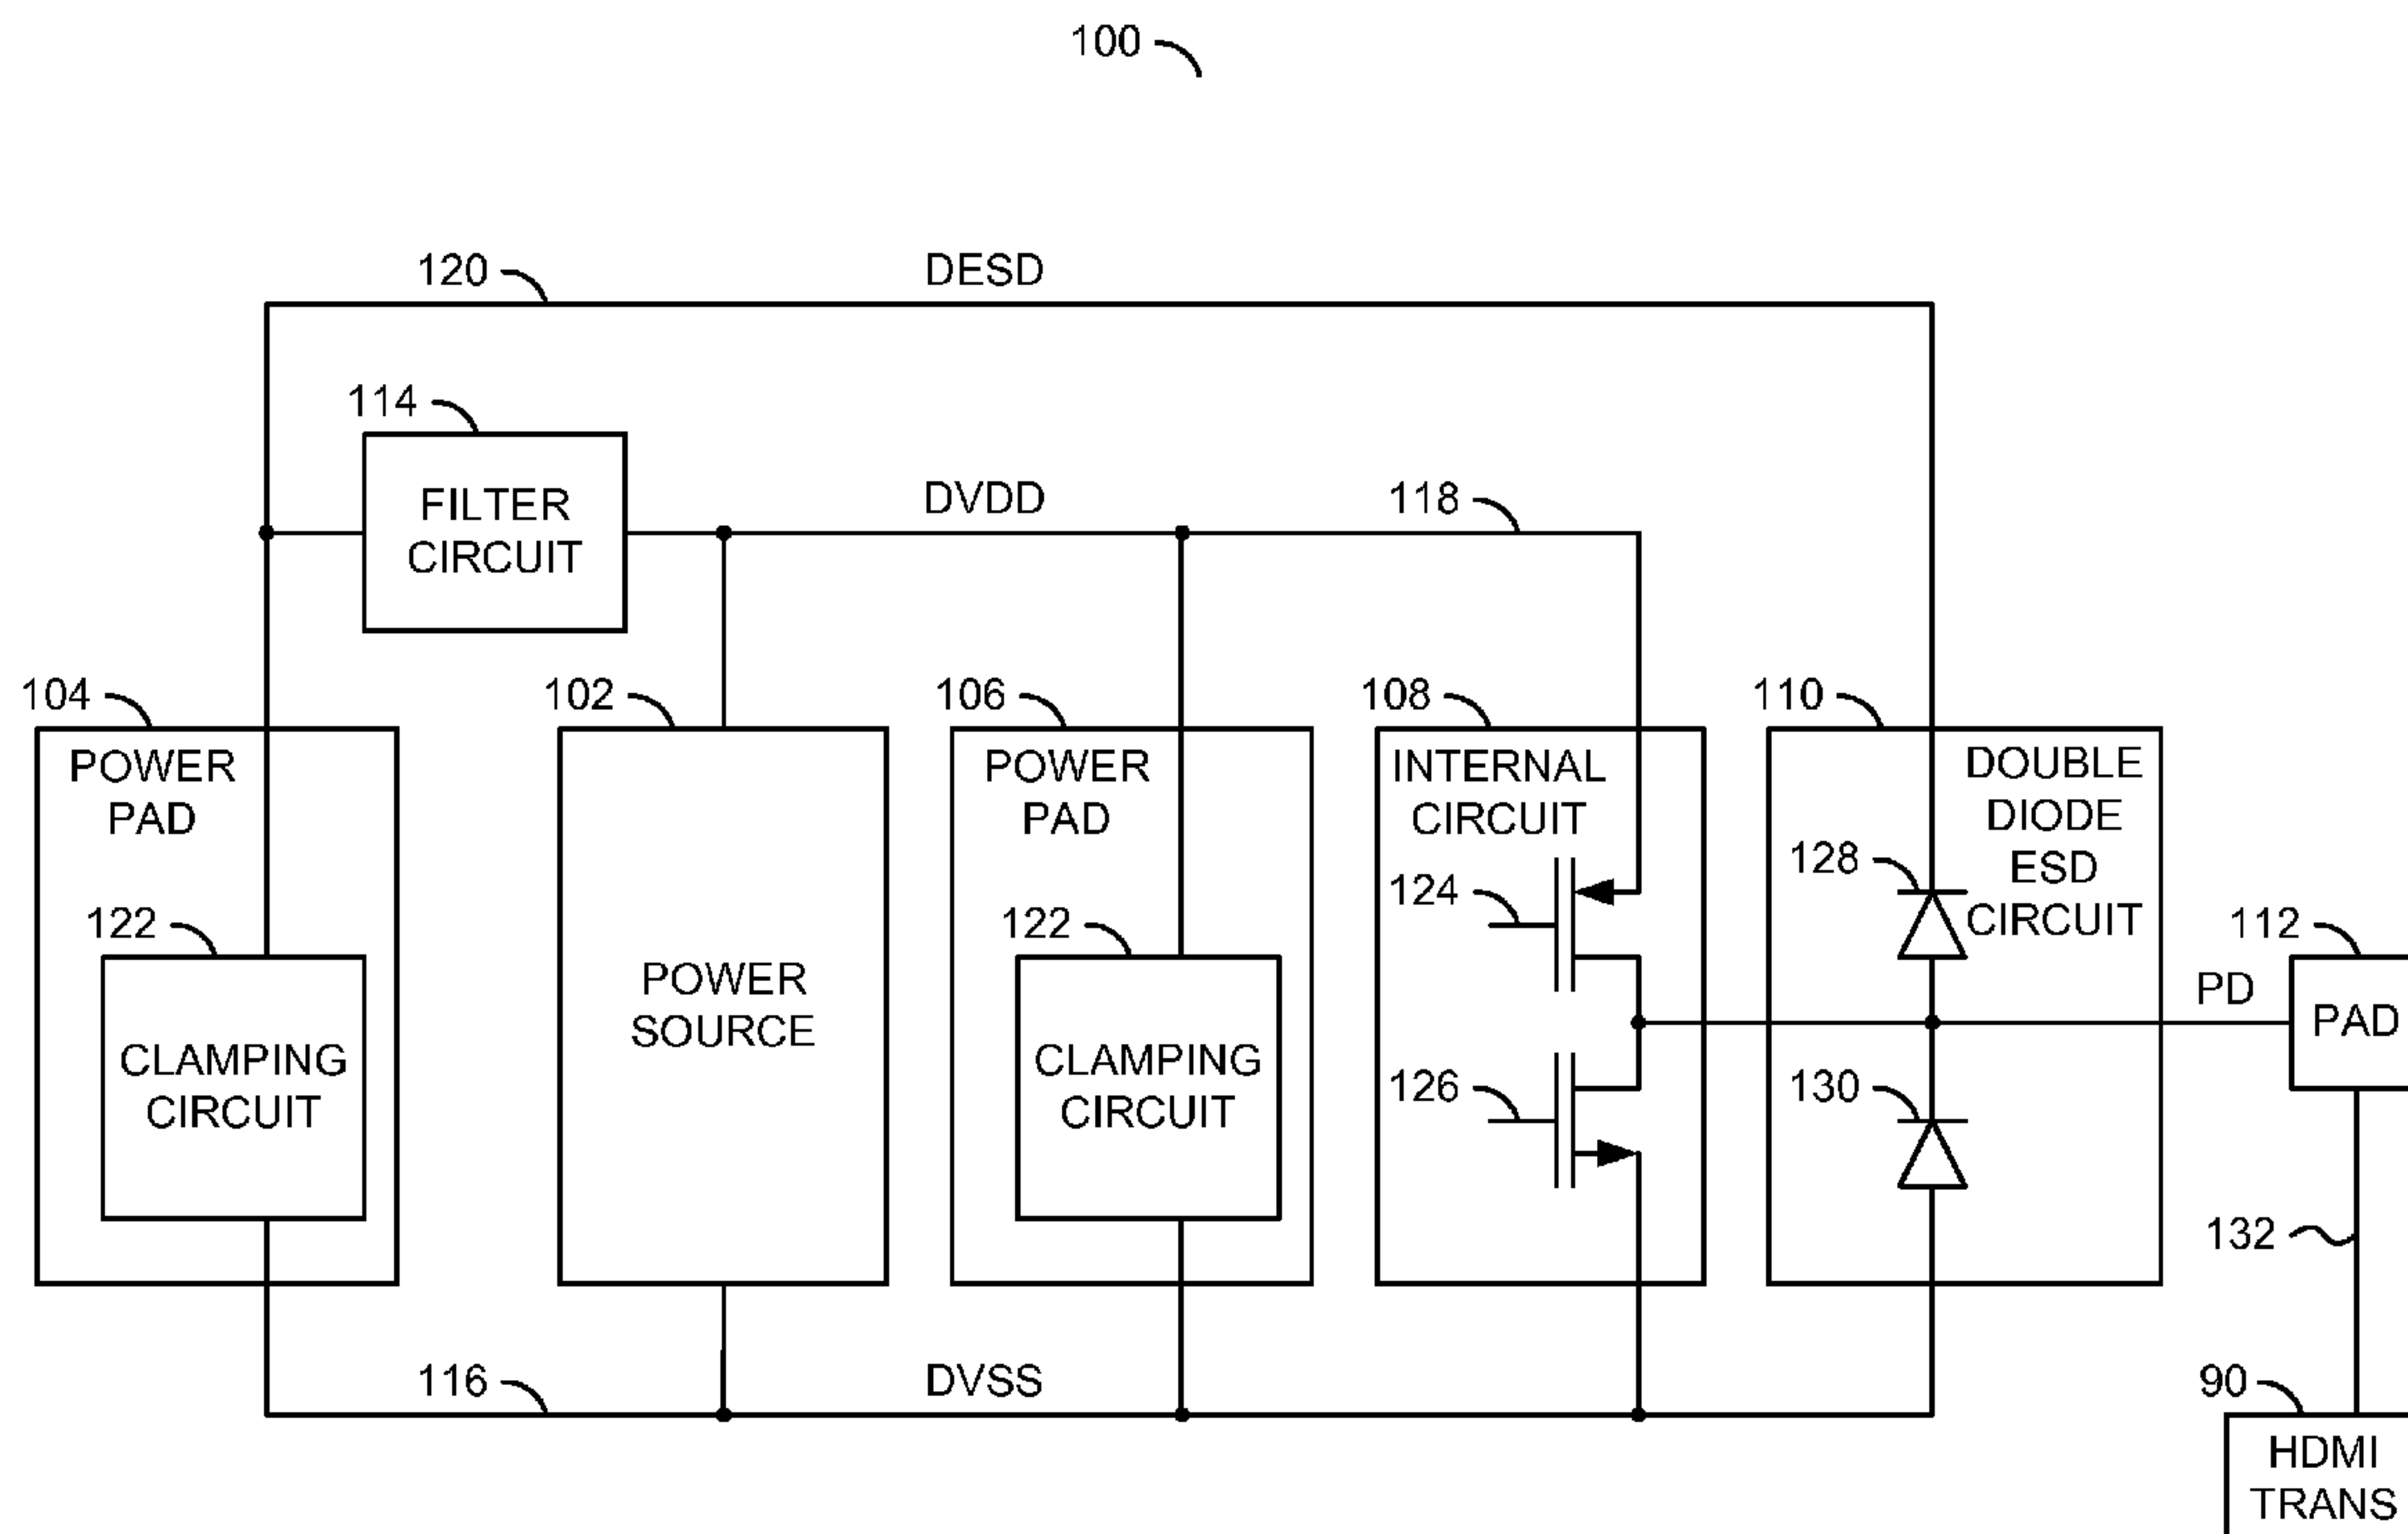 100
120
DESD
114
FILTER
CIRCUIT
DVDD
118
104
POWER
PAD
122
CLAMPING
CIRCUIT
102
POWER
SOURCE
106
POWER
PAD
122
CLAMPING
CIRCUIT
108
INTERNAL
CIRCUIT
124
126
110
DOUBLE
DIODE
ESD
CIRCUIT
128
130
PD
112
PAD
132
116
DVSS
90
HDMI
TRANS